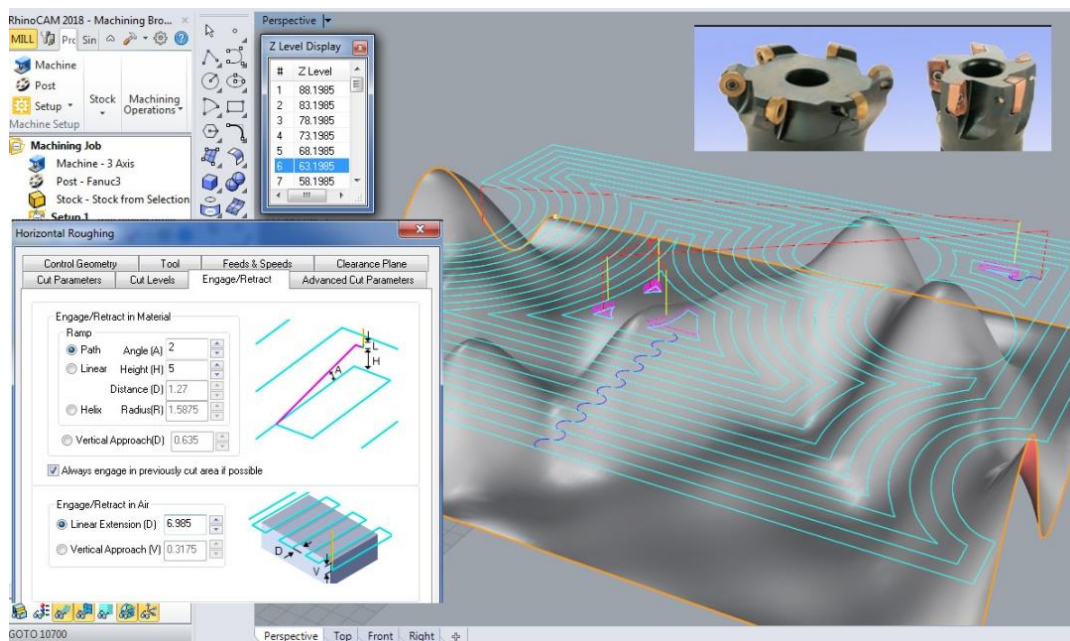 RhinoCAM 2018 - Machining Bro...
MILL Prc Sin
Machine
Post
Setup
Stock
Machining Operations
Machine Setup
Machining Job
Machine - 3 Axis
Post - Fanuc3
Stock - Stock from Selection
Setup 1
Perspective
Z Level Display
# Z Level
1 88.1985
2 83.1985
3 78.1985
4 73.1985
5 68.1985
6 63.1985
7 58.1985
Horizontal Roughing
Control Geometry Tool Feeds & Speeds Clearance Plane
Cut Parameters Cut Levels Engage/Retract Advanced Cut Parameters
Engage/Retract in Material
Ramp
Path Angle (A) 2
Linear Height (H) 5
Distance (D) 1.27
Helix Radius(R) 1.5875
Vertical Approach(D) 0.635
L
H
A
Always engage in previously cut area if possible
Engage/Retract in Air
Linear Extension (D) 6.985
Vertical Approach (V) 0.3175
D
V
GOTO 10700
Perspective Top Front Right